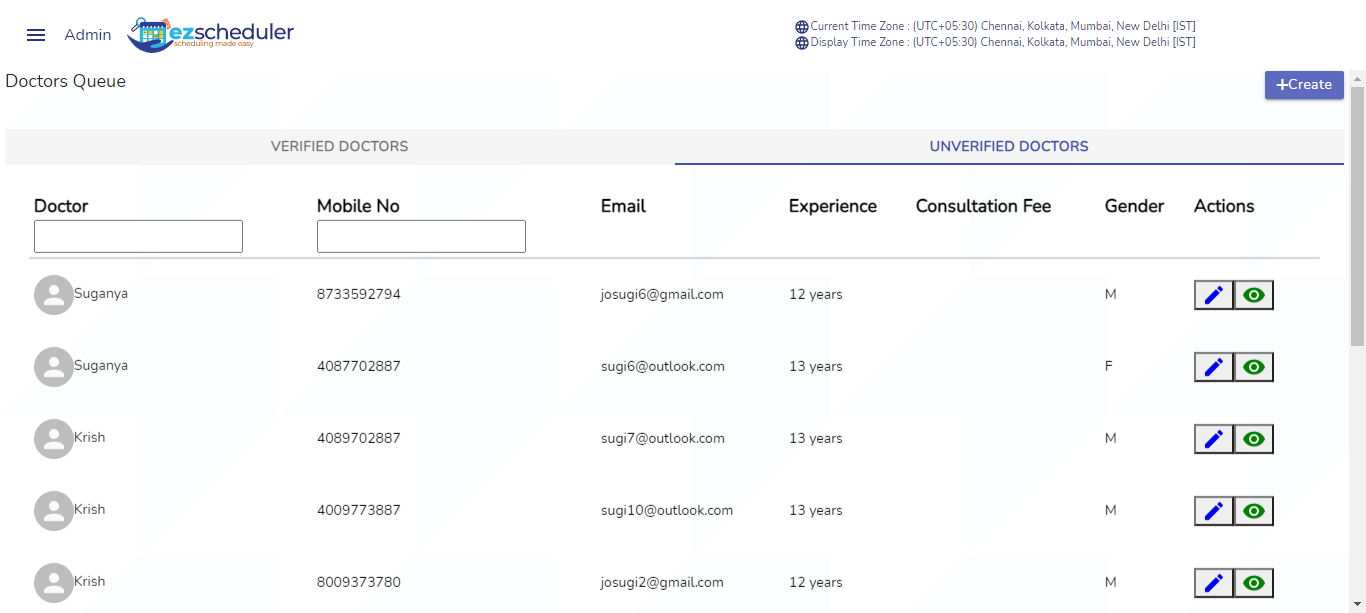 Admin
ezscheduler
scheduling made easy
Current Time Zone : (UTC+05:30) Chennai, Kolkata, Mumbai, New Delhi [IST]
Display Time Zone : (UTC+05:30) Chennai, Kolkata, Mumbai, New Delhi [IST]
Doctors Queue
+Create
VERIFIED DOCTORS UNVERIFIED DOCTORS
Doctor Mobile No Email Experience Consultation Fee Gender Actions
Suganya 8733592794 josugi6@gmail.com 12 years M
Suganya 4087702887 sugi6@outlook.com 13 years F
Krish 4089702887 sugi7@outlook.com 13 years M
Krish 4009773887 sugi10@outlook.com 13 years M
Krish 8009373780 josugi2@gmail.com 12 years M